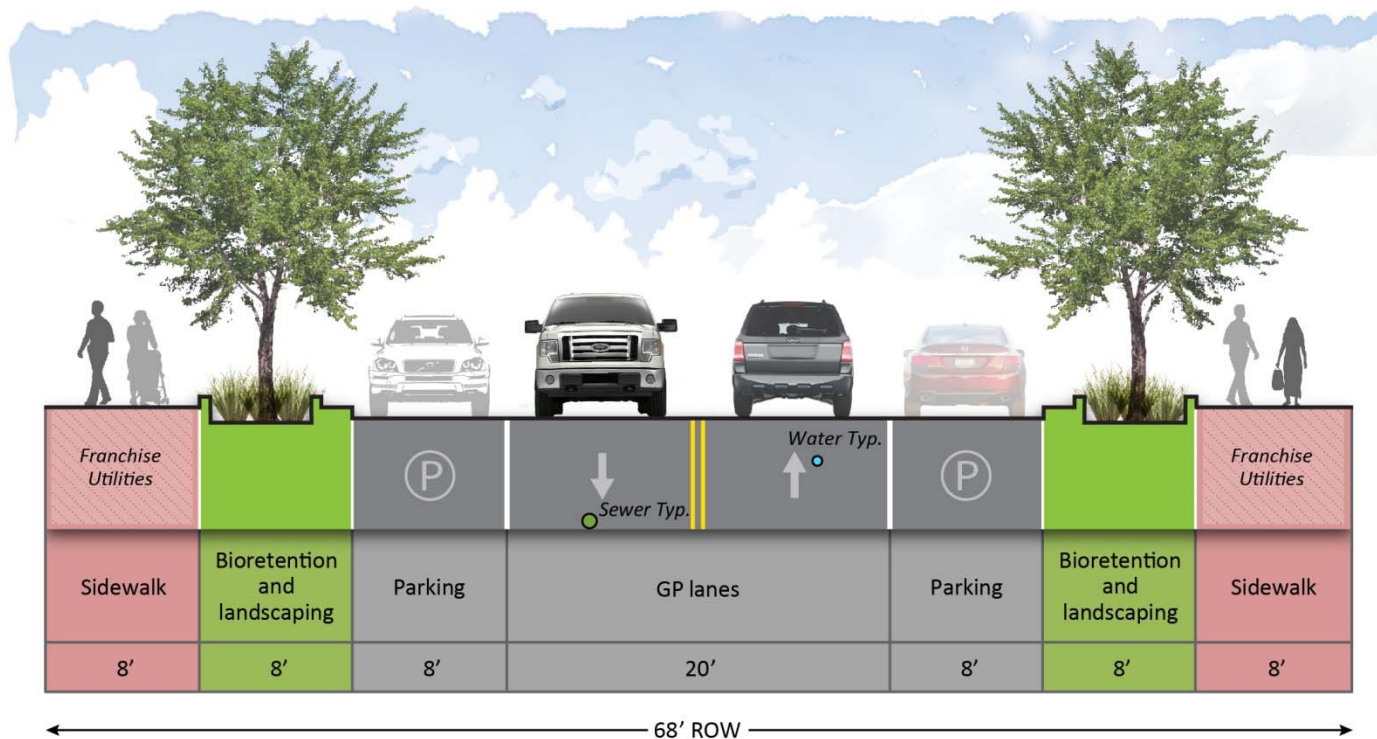 Franchise
Utilities
P
Sewer Typ.
Water Typ.
P
Franchise
Utilities
Sidewalk
Bioretention
and
landscaping
Parking
GP lanes
Parking
Bioretention
and
landscaping
Sidewalk
8’
8’
8’
20’
8’
8’
8’
68’ ROW